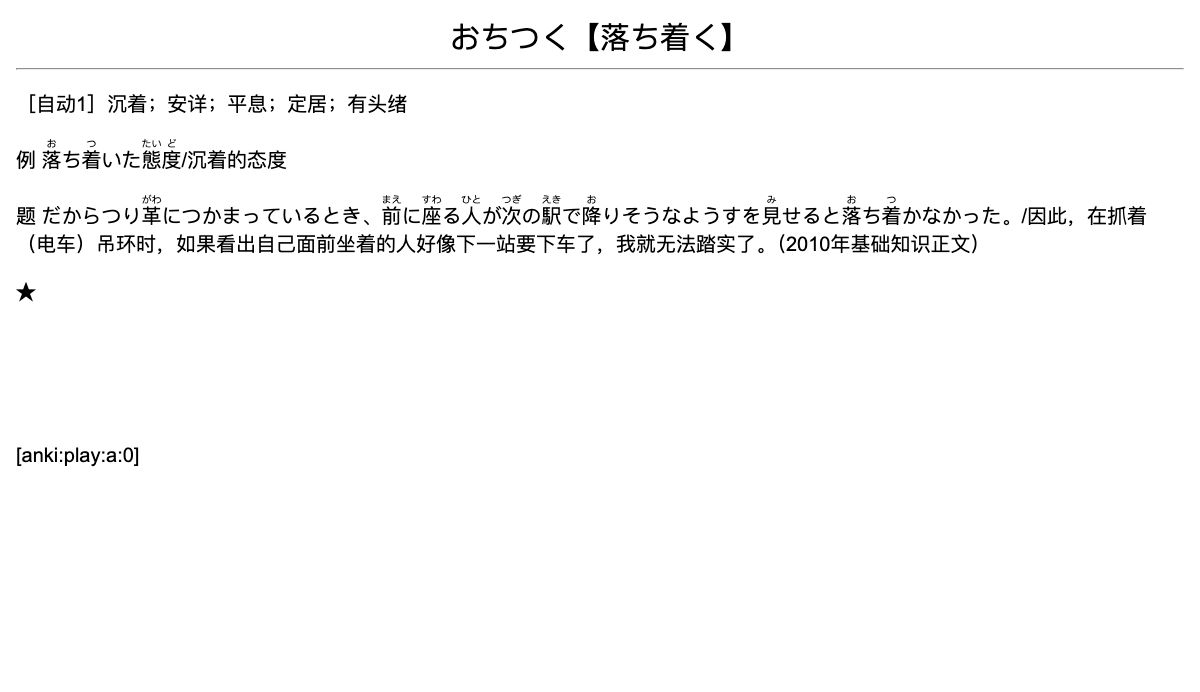 おちつく【落ち着く】
［自动1］沉着；安详；平息；定居；有头绪
例 落ち着いた態度/沉着的态度
题 だからつり革につかまっているとき、前に座る人が次の駅で降りそうなようすを見せると落ち着かなかった。/因此，在抓着
（电车）吊环时，如果看出自己面前坐着的人好像下一站要下车了，我就无法踏实了。（2010年基础知识正文）
★
[anki:play:a:0]